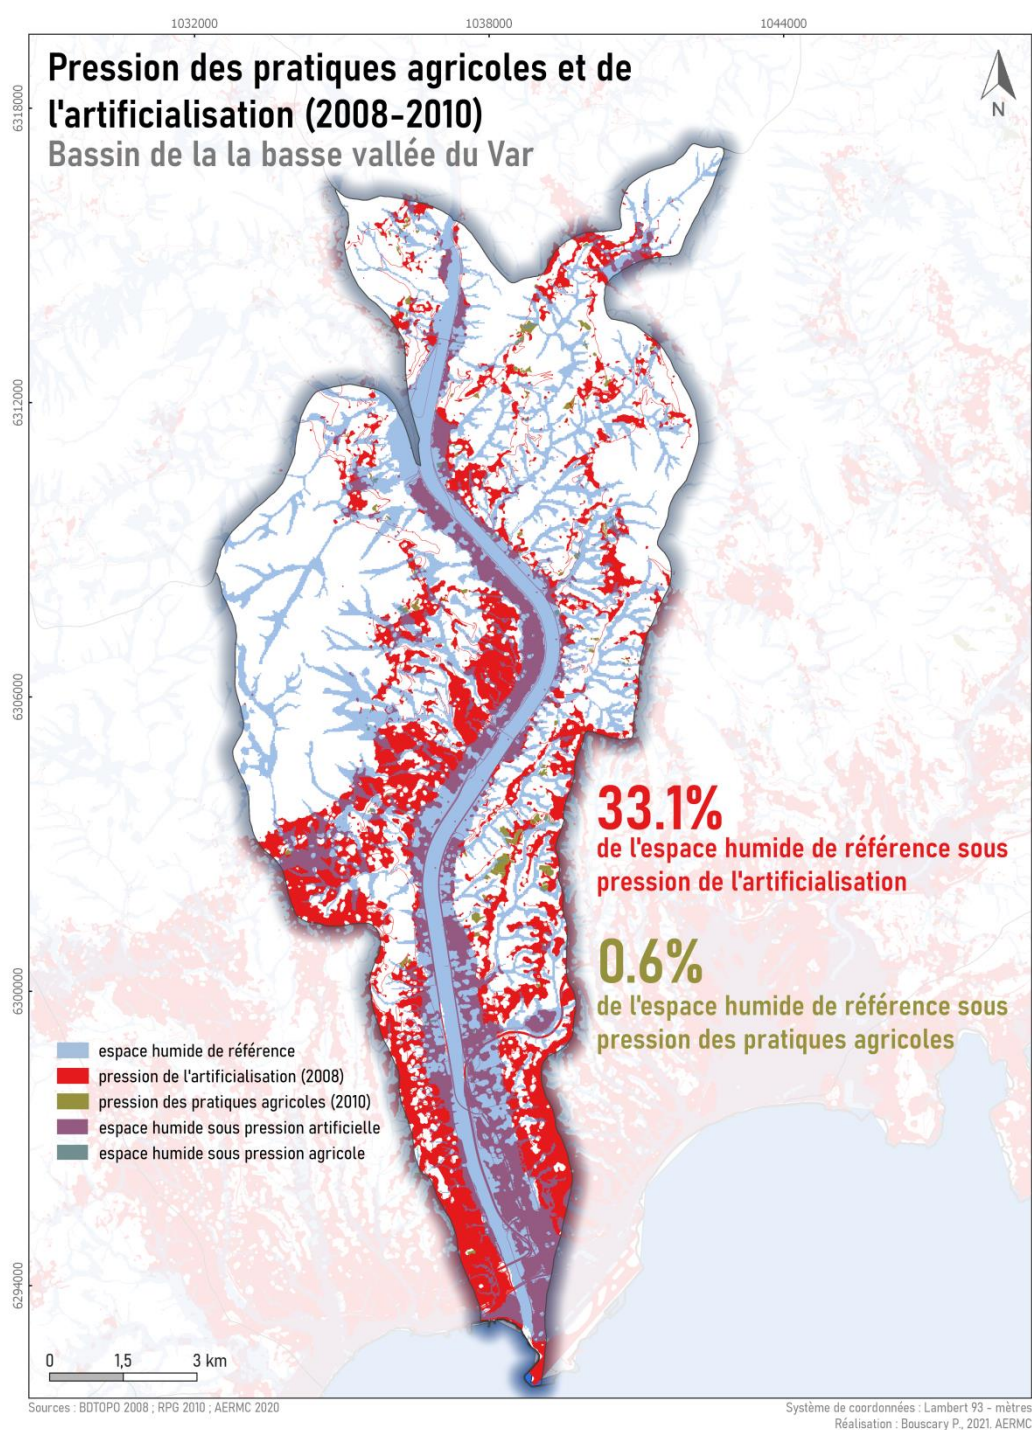 1032000
1038000
1044000
Pression des pratiques agricoles et de
l'artificialisation (2008-2010)
Bassin de la la basse vallée du Var
N
6318000
6312000
6306000
6300000
6294000
33.1%
de l'espace humide de référence sous
pression de l'artificialisation
0.6%
de l'espace humide de référence sous
pression des pratiques agricoles
espace humide de référence
pression de l'artificialisation (2008)
pression des pratiques agricoles (2010)
espace humide sous pression artificielle
espace humide sous pression agricole
0 1,5 3 km
Sources : BDTOPO 2008 ; RPG 2010 ; AERMC 2020
Système de coordonnées : Lambert 93 - mètres
Réalisation : Bouscary P., 2021. AERMC